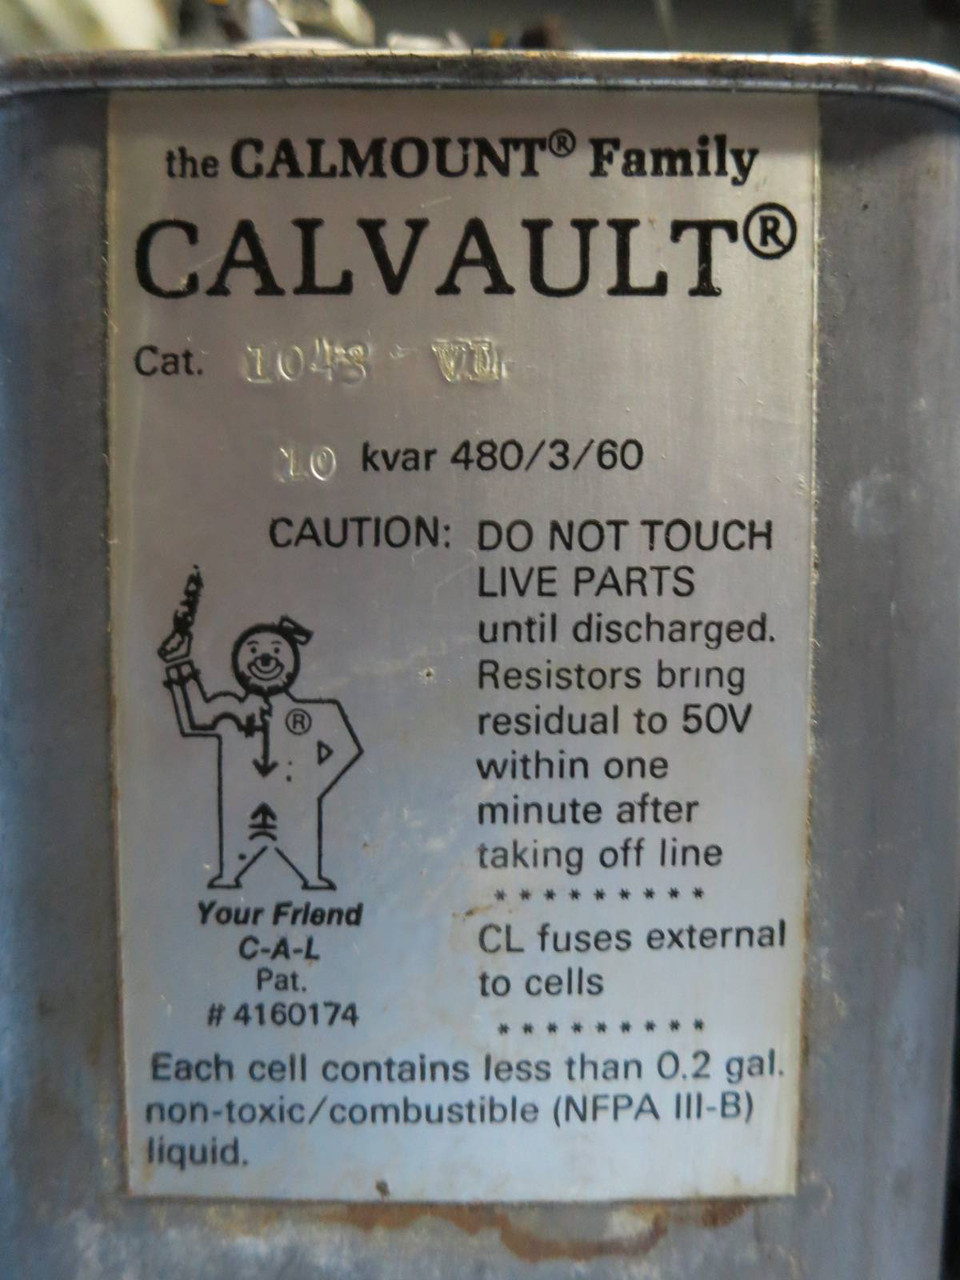 the CALMOUNT® Family
CALVAULT®
Cat. 1043 - VL
10 kvar 480/3/60
CAUTION: DO NOT TOUCH
LIVE PARTS
until discharged.
Resistors bring
residual to 50V
within one
minute after
taking off line
* * * * * * * * *
CL fuses external
to cells
* * * * * * * * *
®
Your Friend
C-A-L
Pat.
# 4160174
Each cell contains less than 0.2 gal.
non-toxic/combustible (NFPA III-B)
liquid.